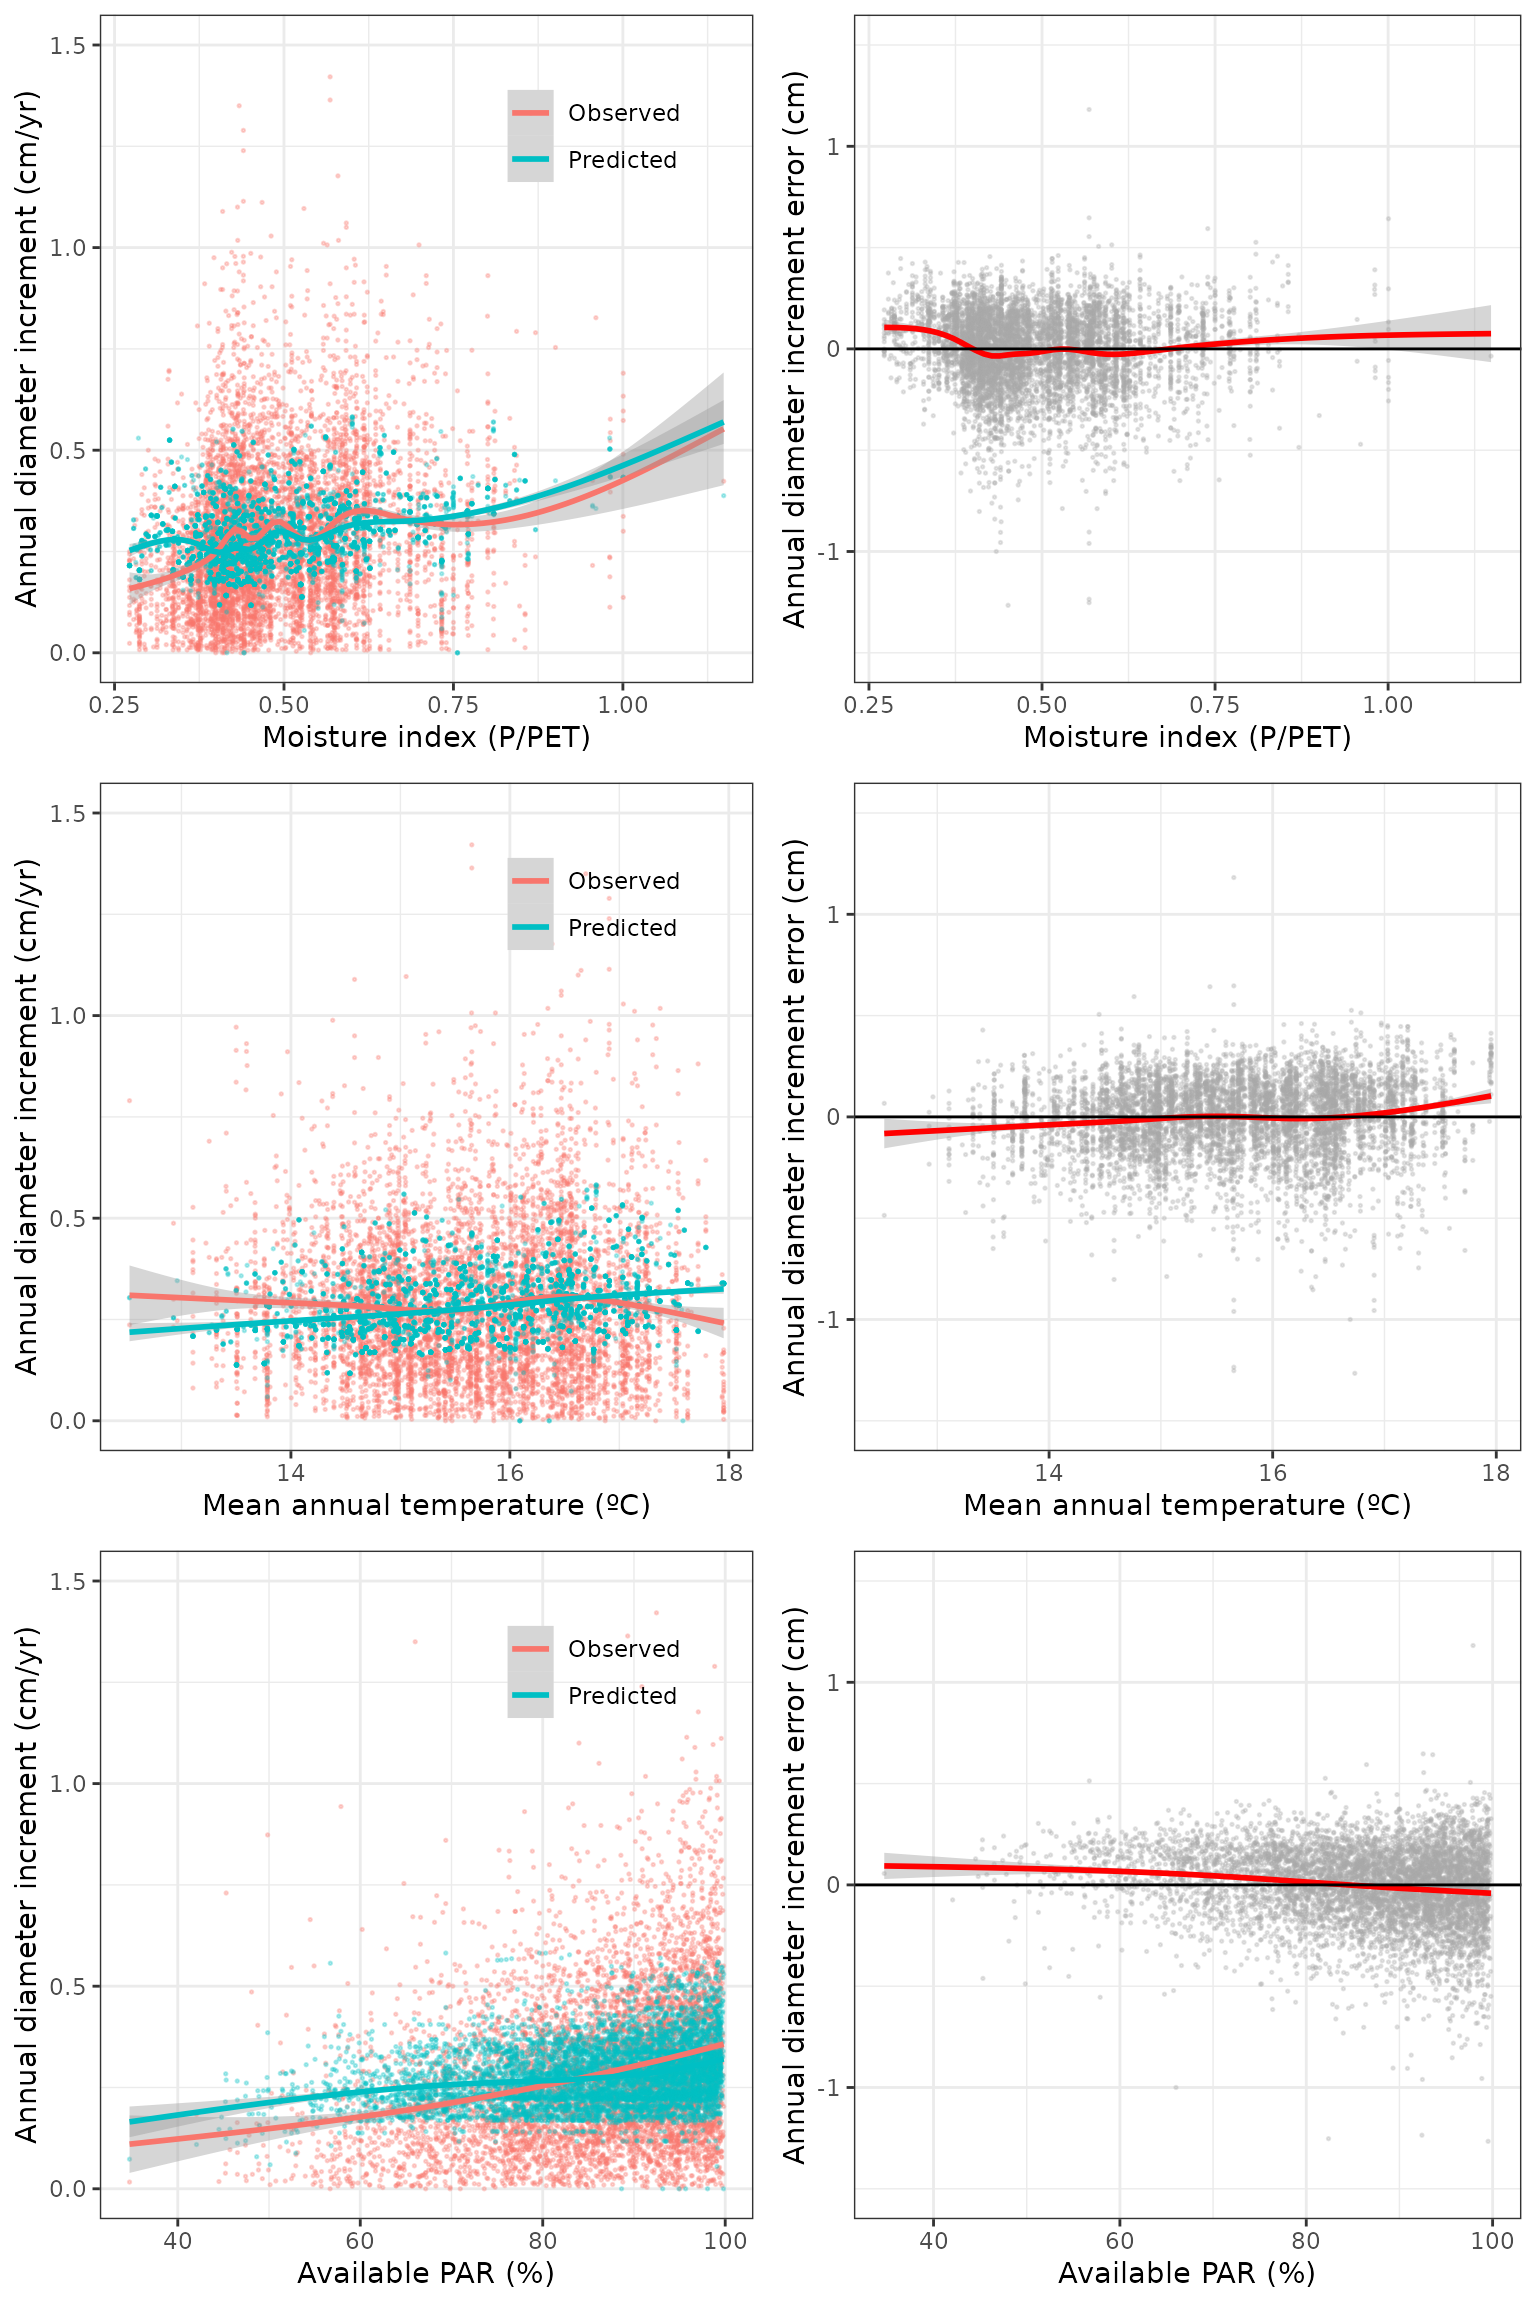 Annual diameter increment (cm/yr)
1.5
1.0
0.5
0.0
Observed
Predicted
0.25 0.50 0.75 1.00
Moisture index (P/PET)
Annual diameter increment error (cm)
1
0
-1
0.25 0.50 0.75 1.00
Moisture index (P/PET)
Annual diameter increment (cm/yr)
1.5
1.0
0.5
0.0
Observed
Predicted
14 16 18
Mean annual temperature (ºC)
Annual diameter increment error (cm)
1
0
-1
14 16 18
Mean annual temperature (ºC)
Annual diameter increment (cm/yr)
1.5
1.0
0.5
0.0
Observed
Predicted
40 60 80 100
Available PAR (%)
Annual diameter increment error (cm)
1
0
-1
40 60 80 100
Available PAR (%)